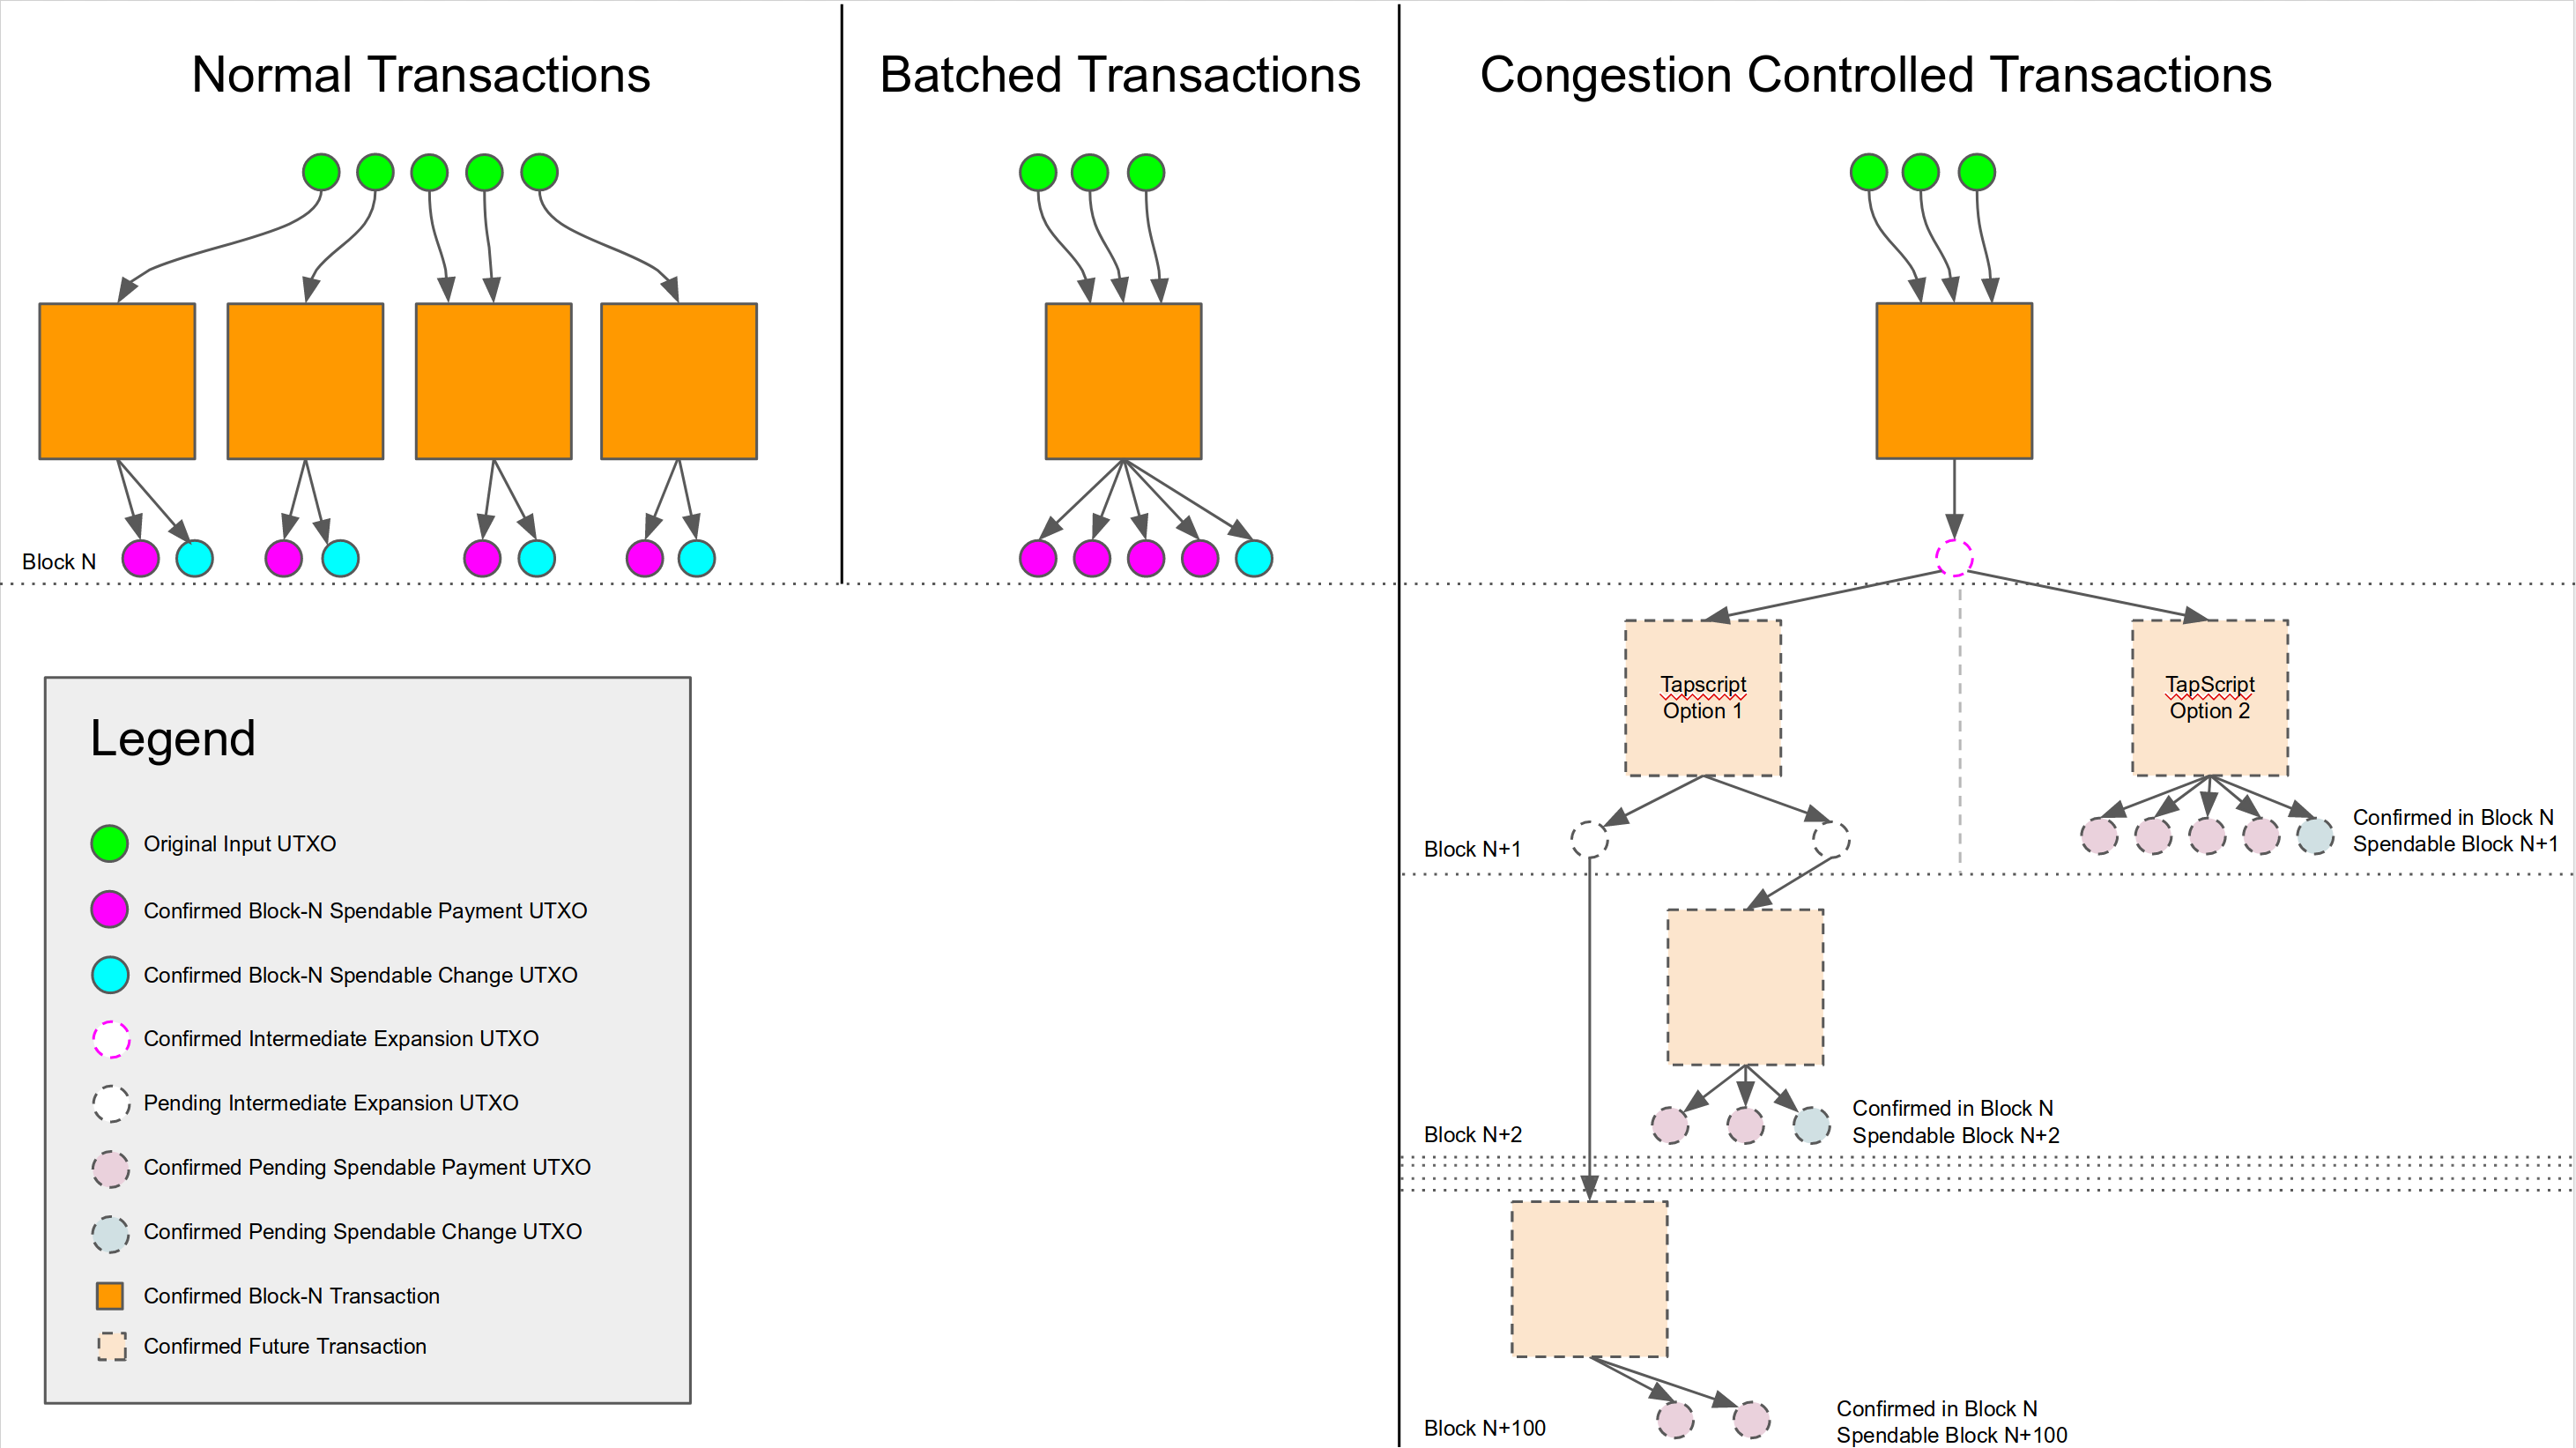 Normal Transactions
Batched Transactions
Congestion Controlled Transactions
Block N
Tapscript
Option 1
TapScript
Option 2
Confirmed in Block N
Spendable Block N+1
Block N+1
Confirmed in Block N
Spendable Block N+2
Block N+2
Confirmed in Block N
Spendable Block N+100
Block N+100
Legend
Original Input UTXO
Confirmed Block-N Spendable Payment UTXO
Confirmed Block-N Spendable Change UTXO
Confirmed Intermediate Expansion UTXO
Pending Intermediate Expansion UTXO
Confirmed Pending Spendable Payment UTXO
Confirmed Pending Spendable Change UTXO
Confirmed Block-N Transaction
Confirmed Future Transaction